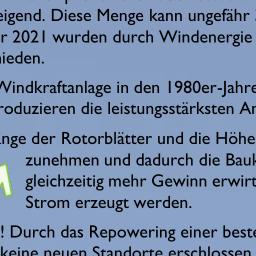 eigend. Diese Menge kann ungefähr
r 2021 wurden durch Windenergie
nieden.
Windkraftanlage in den 1980er-Jahre
roduzieren die leistungsstärksten An
nge der Rotorblätter und die Höhe
zunehmen und dadurch die Bauk
gleichzeitig mehr Gewinn erwirt
Strom erzeugt werden.
! Durch das Repowering einer beste
keine neuen Standorte erschlossen